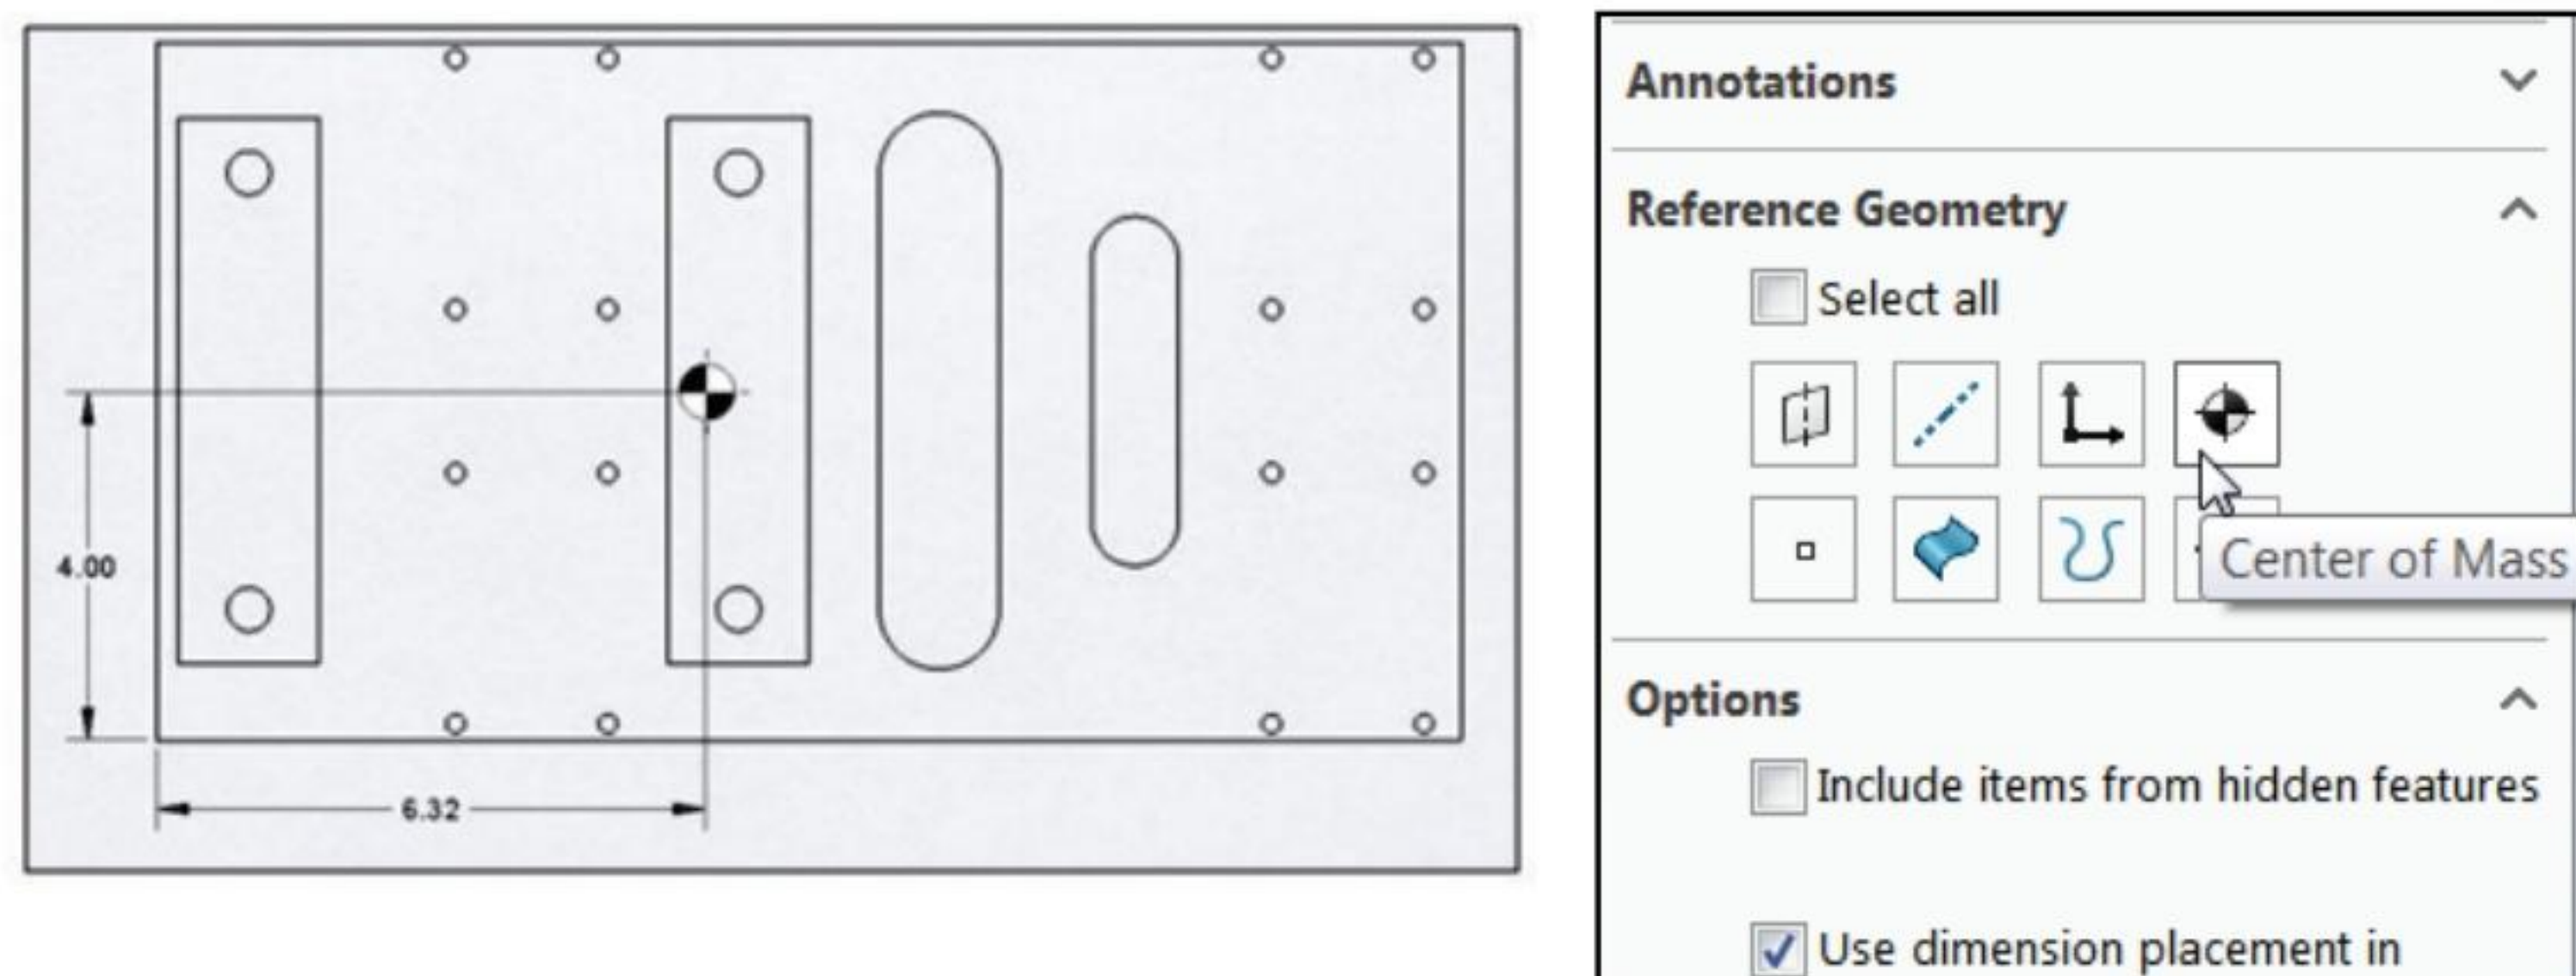 4.00
6.32
Annotations
Reference Geometry
Select all
Center of Mass
Options
Include items from hidden features
Use dimension placement in